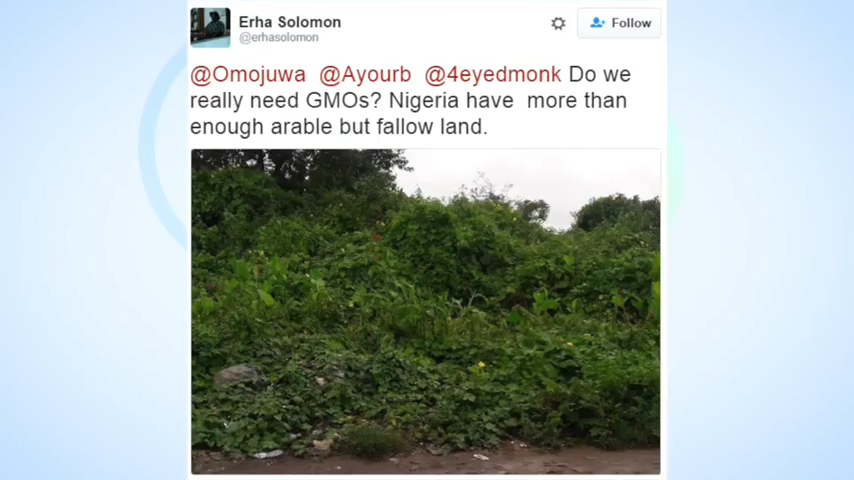 Erha Solomon
@erhasolomon
Follow
@Omojuwa @Ayourb @4eyedmonk Do we
really need GMOs? Nigeria have more than
enough arable but fallow land.